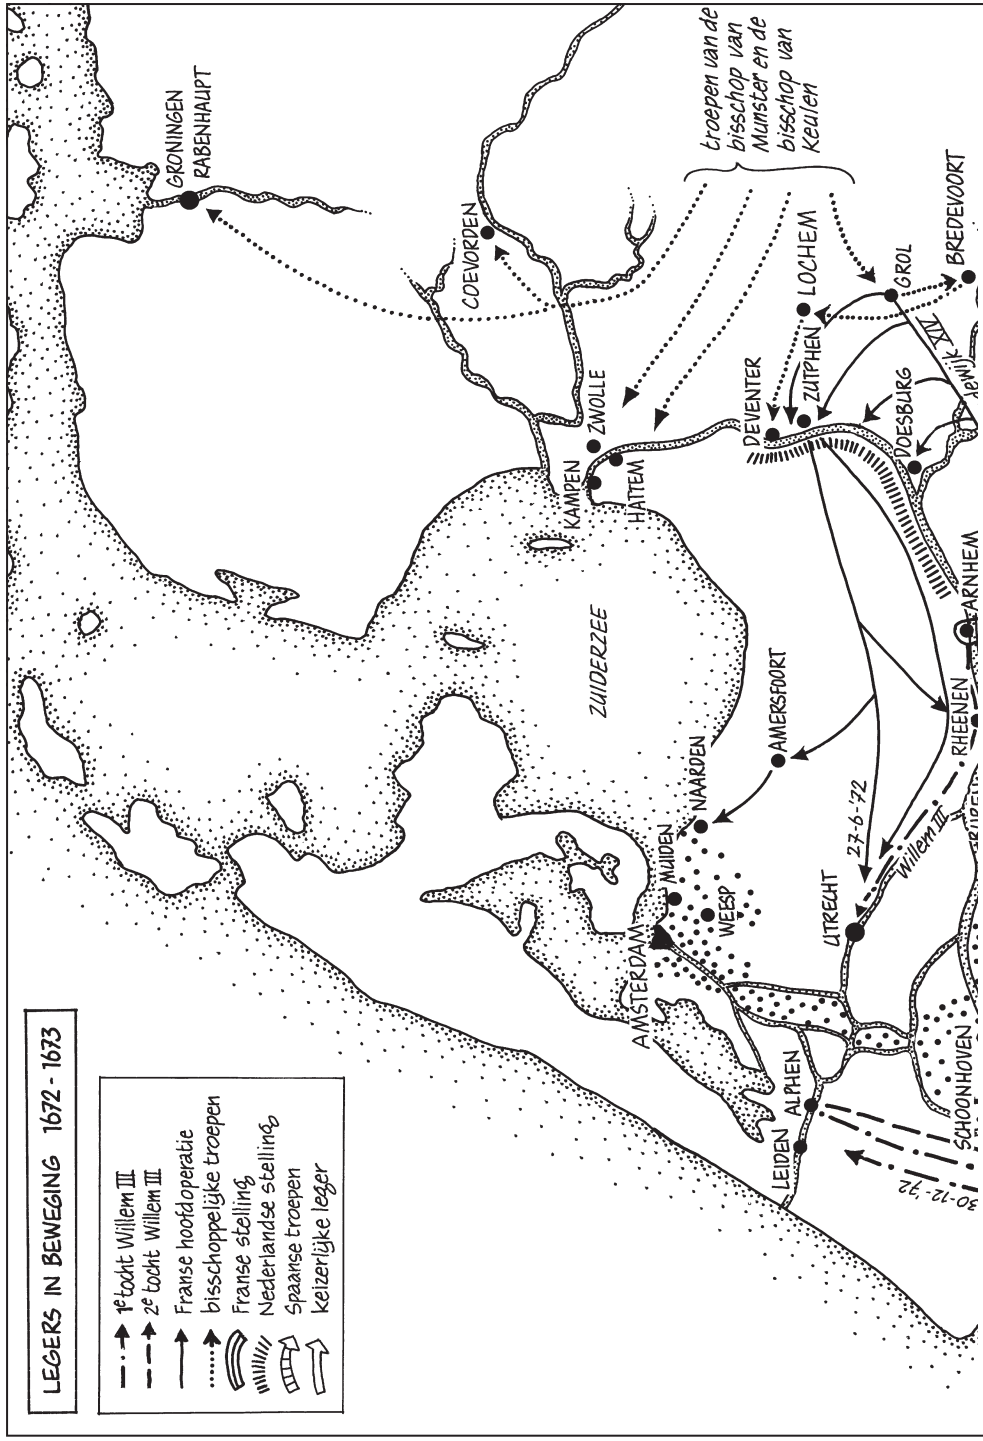 LEGERS IN BEWEGING 1672-1673
1e tocht Willem III
2e tocht Willem III
Franse hoofdoperatie
bisschoppelijke troepen
Franse stelling
Nederlandse stelling
Spaanse troepen
keizerlijke leger
GRONINGEN
RABENHAUPT
COEVORDEN
troepen van de
bisschop van
Munster en de
bisschop van
Keulen
ZUIDERZEE
KAMPEN
ZWOLLE
HATTEM
DEVENTER
LOCHEM
ZUTPHEN
GROL
BREDEVOORT
DOESBURG
dewijk XIV
ARNHEM
RHEENEN
AMERSFOORT
NAARDEN
MUIDEN
WEESP
AMSTERDAM
UTRECHT
27-6-'72
Willem III
LEIDEN
ALPHEN
SCHOONHOVEN
30-12-'72